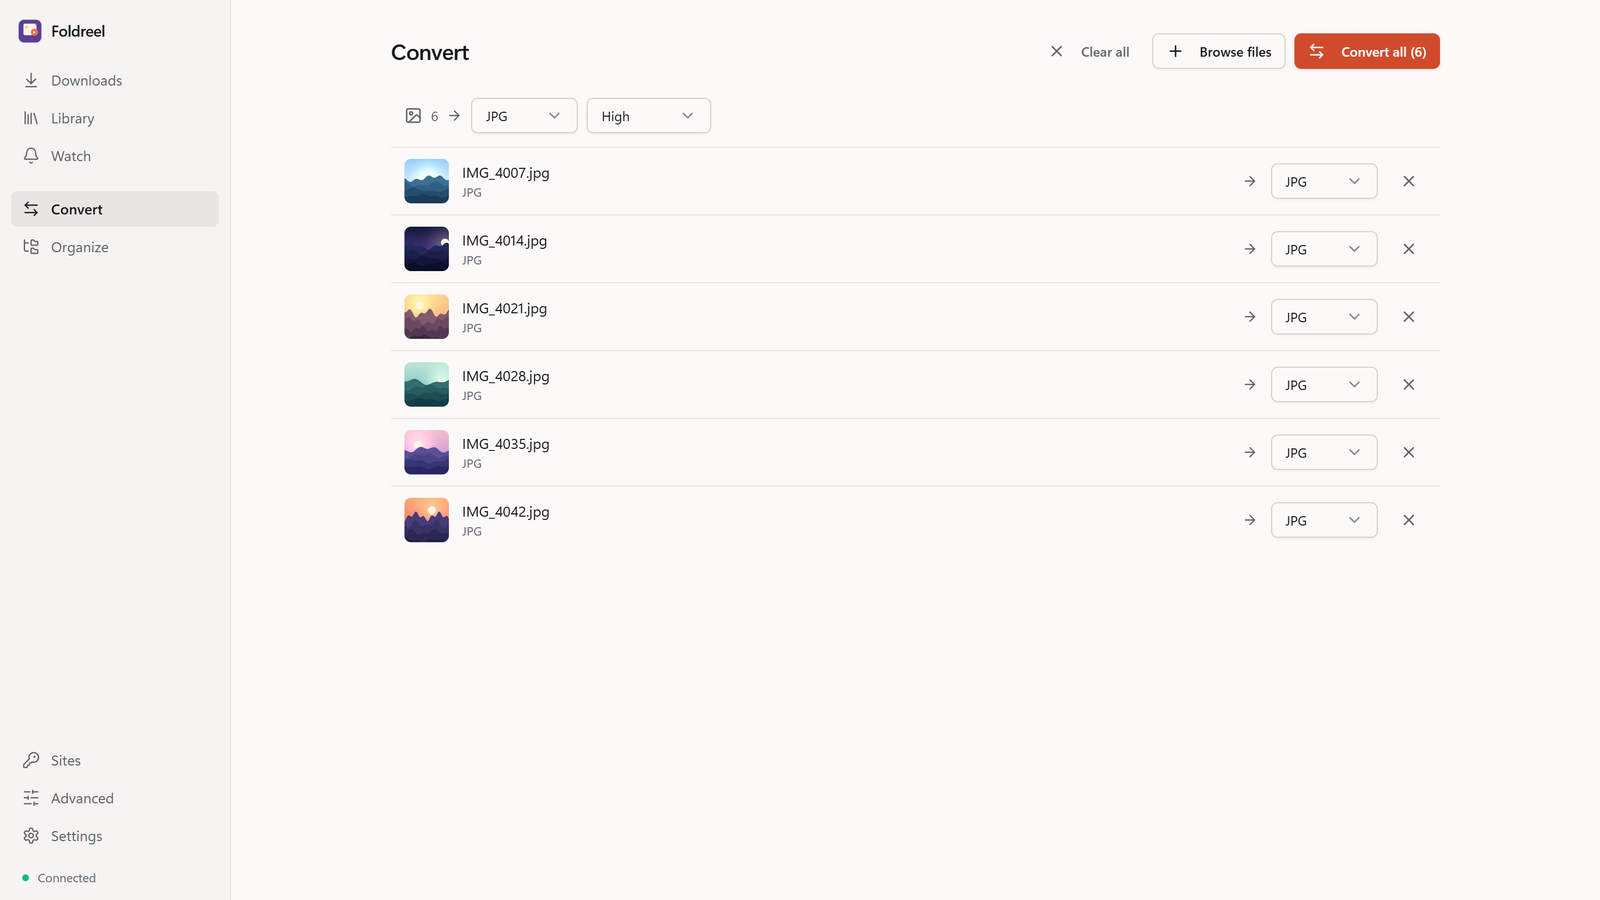 Foldreel
Downloads
Library
Watch
Convert
Organize
Sites
Advanced
Settings
Connected
Convert
Clear all
Browse files
Convert all (6)
6
JPG
High
IMG_4007.jpg
JPG
JPG
IMG_4014.jpg
JPG
JPG
IMG_4021.jpg
JPG
JPG
IMG_4028.jpg
JPG
JPG
IMG_4035.jpg
JPG
JPG
IMG_4042.jpg
JPG
JPG